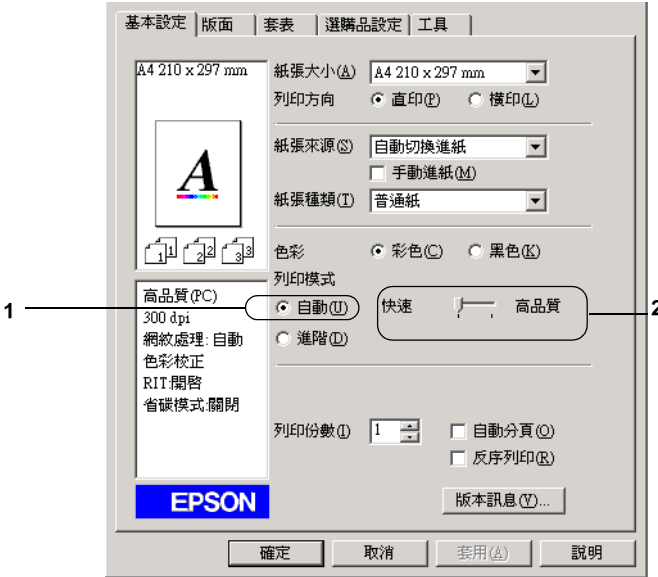 基本設定 版面 套表 選購品設定 工具
A4 210 x 297 mm
紙張大小(A) A4 210 x 297 mm
列印方向 直印(P) 橫印(L)
紙張來源(S) 自動切換進紙
手動進紙(M)
紙張種類(T) 普通紙
A
1 1 2 2 3 3
色彩 彩色(C) 黑色(K)
列印模式
1 自動(U) 快速 高品質 2
進階(D)
高品質(PC)
300 dpi
網紋處理: 自動
色彩校正
RIT:開啓
省碳模式:關閉
列印份數(I) 1 自動分頁(O)
反序列印(R)
EPSON
版本訊息(V)...
確定 取消 套用(A) 說明